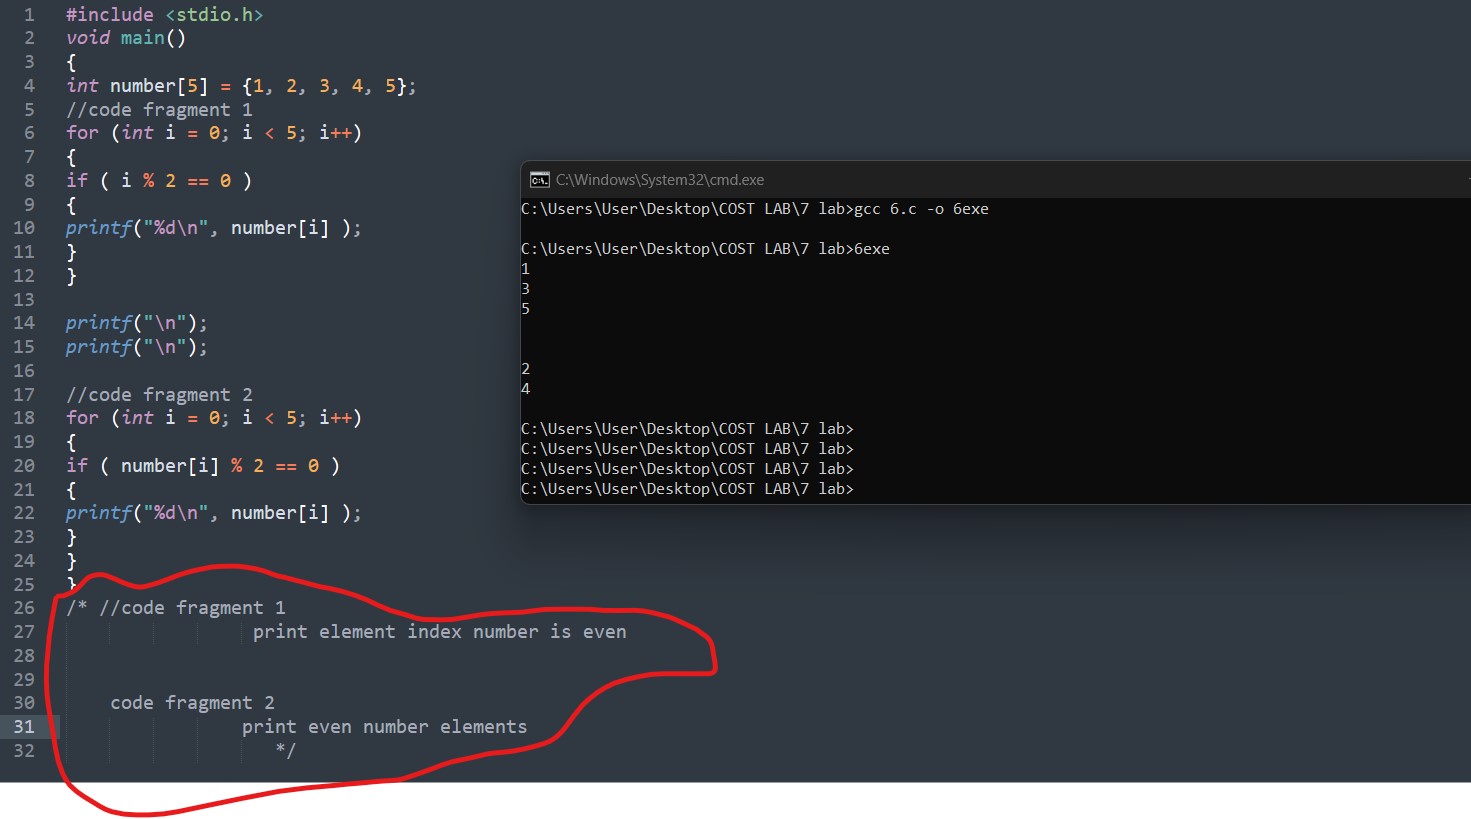 1 #include <stdio.h>
2 void main()
3 {
4 int number[5] = {1, 2, 3, 4, 5};
5 //code fragment 1
6 for (int i = 0; i < 5; i++)
7 {
8 if ( i % 2 == 0 )
9 {
10 printf("%d\n", number[i] );
11 }
12 }
13
14 printf("\n");
15 printf("\n");
16
17 //code fragment 2
18 for (int i = 0; i < 5; i++)
19 {
20 if ( number[i] % 2 == 0 )
21 {
22 printf("%d\n", number[i] );
23 }
24 }
25 }
26 /* //code fragment 1
27 print element index number is even
28
29
30 code fragment 2
31 print even number elements
32 */
C:\Windows\System32\cmd.exe
C:\Users\User\Desktop\COST LAB\7 lab>gcc 6.c -o 6exe
C:\Users\User\Desktop\COST LAB\7 lab>6exe
1
3
5
2
4
C:\Users\User\Desktop\COST LAB\7 lab>
C:\Users\User\Desktop\COST LAB\7 lab>
C:\Users\User\Desktop\COST LAB\7 lab>
C:\Users\User\Desktop\COST LAB\7 lab>